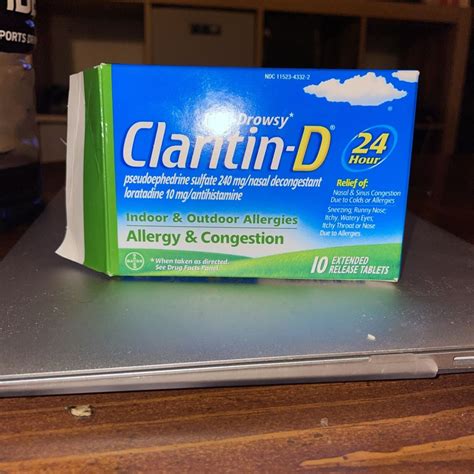 PORTS DR
NDC 11523-4332-2
Drowsy*
Claritin-D®
24
Hour
pseudoephedrine sulfate 240 mg/nasal decongestant
loratadine 10 mg/antihistamine
Relief of:
Nasal & Sinus Congestion
Due to Colds or Allergies
Sneezing; Runny Nose;
Itchy, Watery Eyes;
Itchy Throat or Nose
Due to Allergies
Indoor & Outdoor Allergies
Allergy & Congestion
BAYER
*When taken as directed.
See Drug Facts Panel.
10 EXTENDED
RELEASE TABLETS